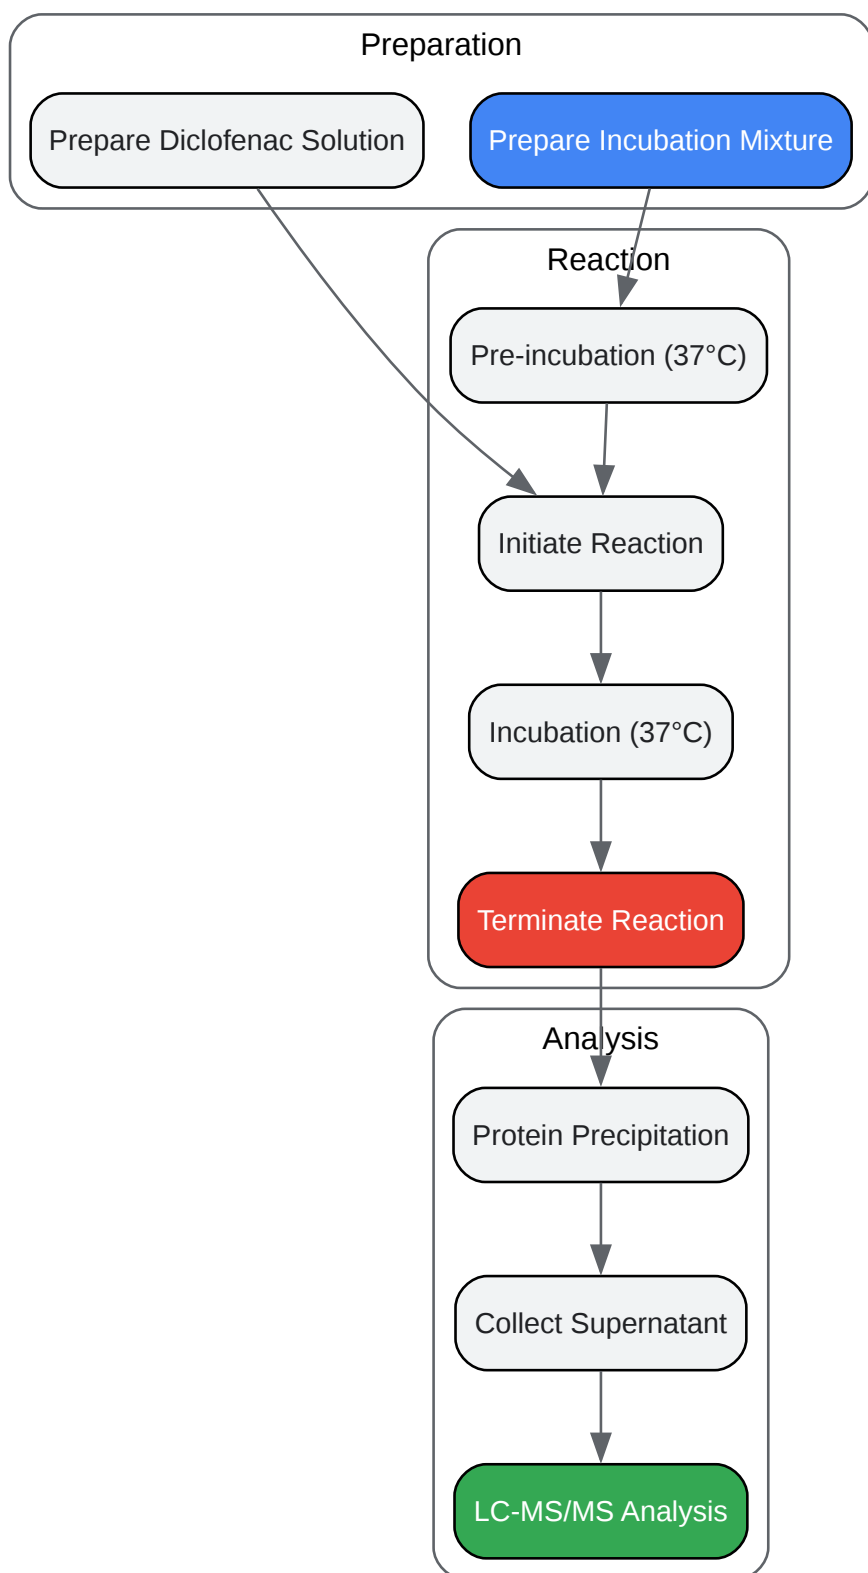 Preparation
Prepare Diclofenac Solution
Prepare Incubation Mixture
Reaction
Pre-incubation (37°C)
Initiate Reaction
Incubation (37°C)
Terminate Reaction
Analysis
Protein Precipitation
Collect Supernatant
LC-MS/MS Analysis